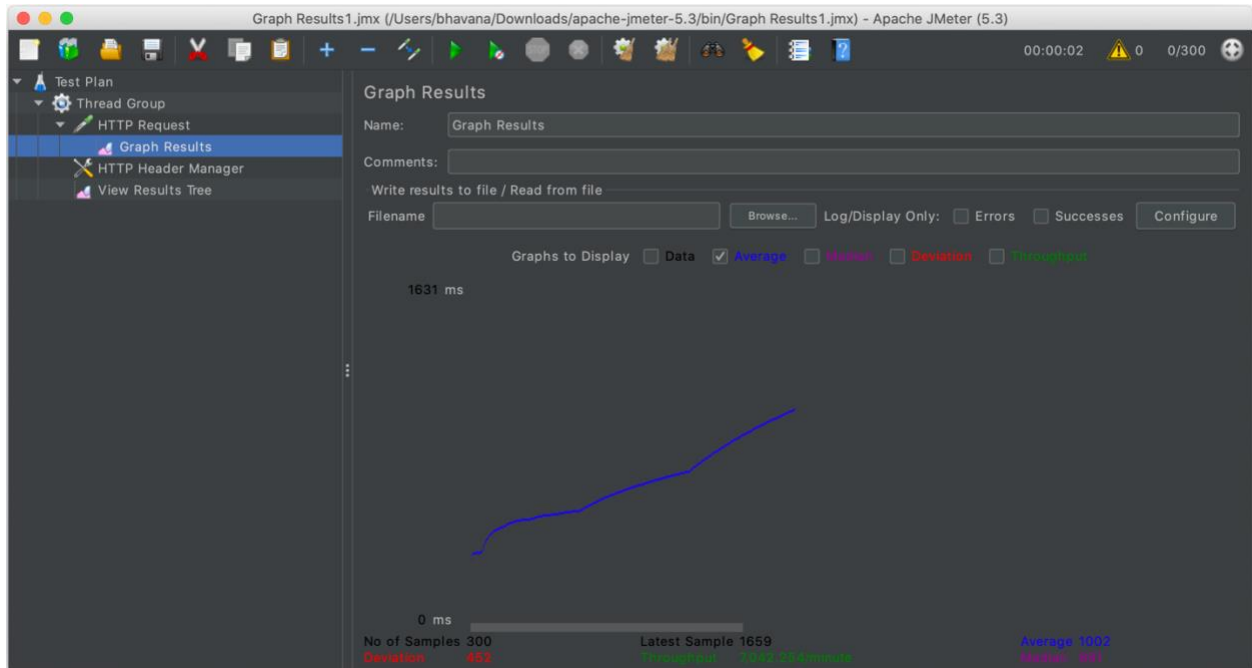 Graph Results1.jmx (/Users/bhavana/Downloads/apache-jmeter-5.3/bin/Graph Results1.jmx) - Apache JMeter (5.3)
00:00:02 0 0/300
Test Plan
Thread Group
HTTP Request
Graph Results
HTTP Header Manager
View Results Tree
Graph Results
Name: Graph Results
Comments:
Write results to file / Read from file
Filename Browse... Log/Display Only: Errors Successes Configure
Graphs to Display Data Average Median Deviation Throughput
1631 ms
0 ms
No of Samples 300 Latest Sample 1659 Average 1002
Deviation 452 Throughput Median